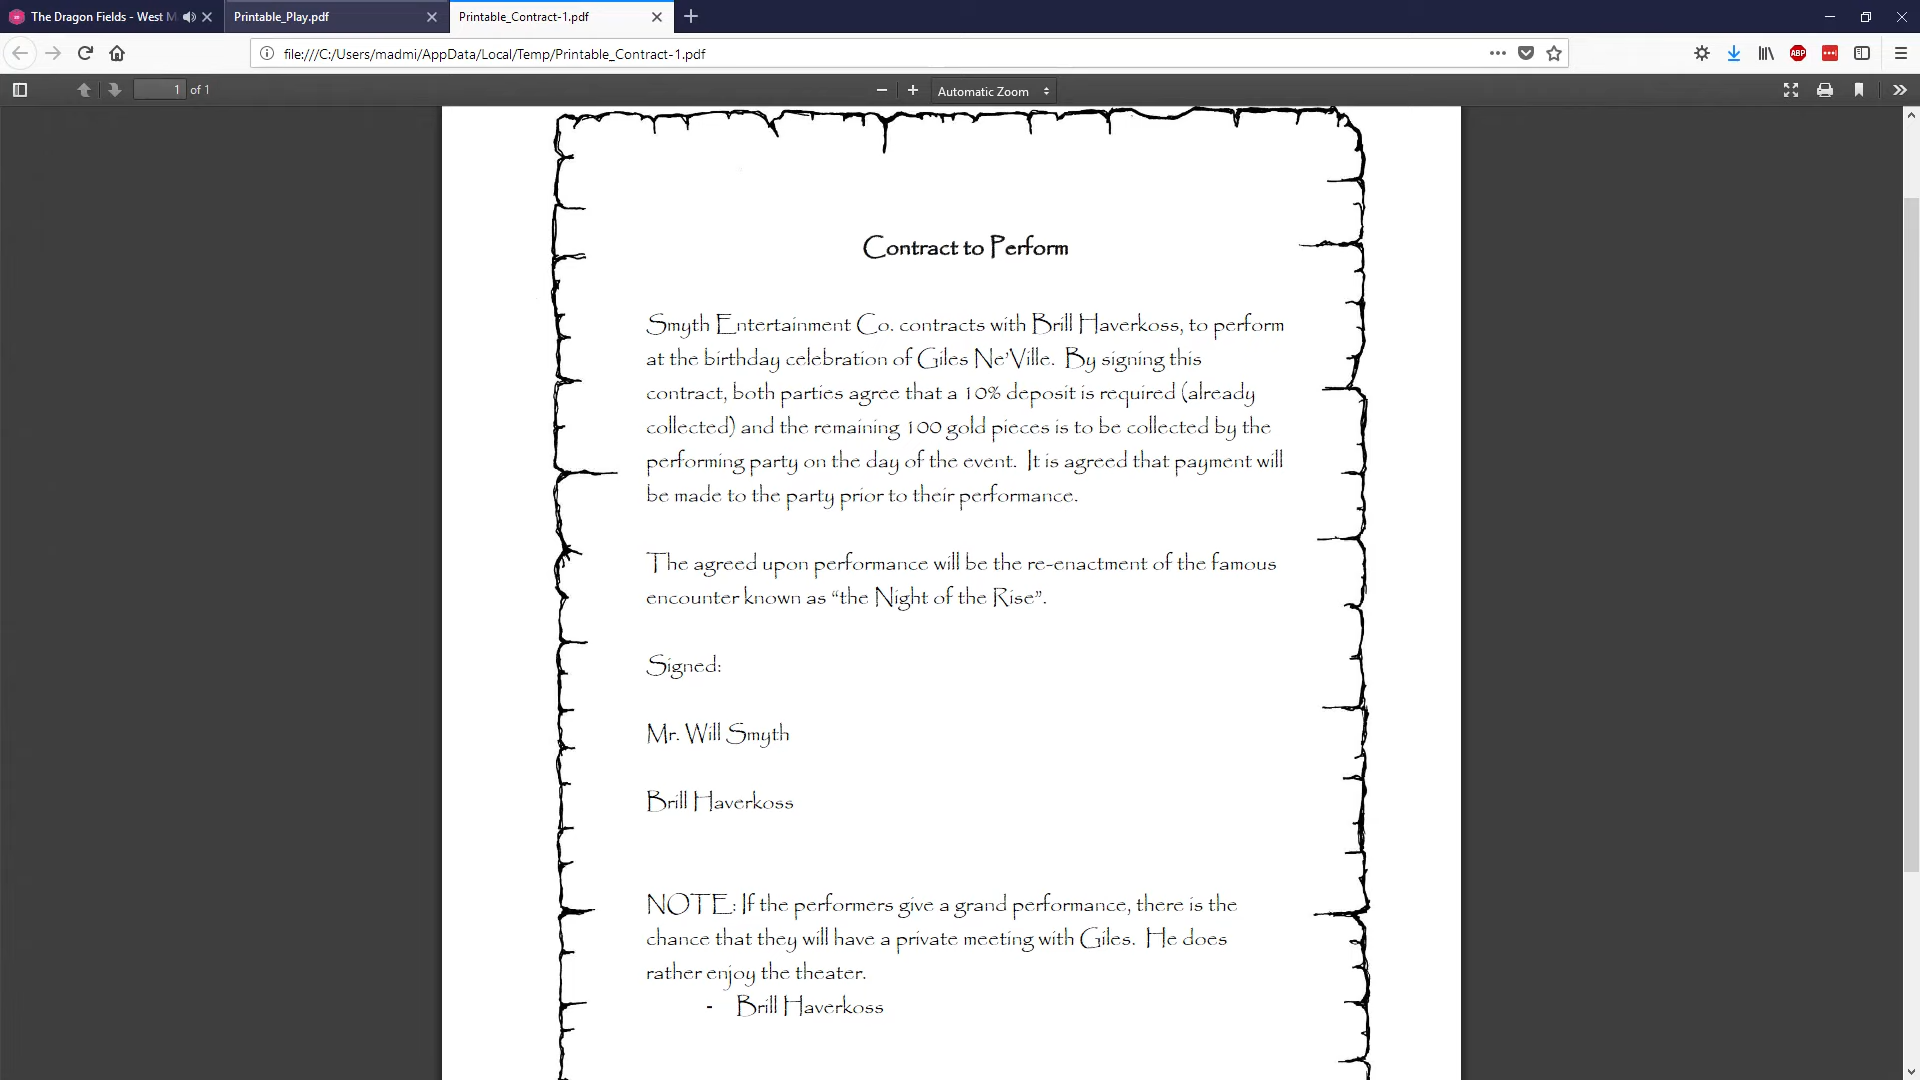 The Dragon Fields - West M
Printable_Play.pdf
Printable_Contract-1.pdf
file:///C:/Users/madmi/AppData/Local/Temp/Printable_Contract-1.pdf
ABP
1 of 1
Automatic Zoom
Contract to Perform
Smyth Entertainment Co. contracts with Brill Haverkoss, to perform
at the birthday celebration of Giles Ne'Ville. By signing this
contract, both parties agree that a 10% deposit is required (already
collected) and the remaining 100 gold pieces is to be collected by the
performing party on the day of the event. It is agreed that payment will
be made to the party prior to their performance.
The agreed upon performance will be the re-enactment of the famous
encounter known as “the Night of the Rise”.
Signed:
Mr. Will Smyth
Brill Haverkoss
NOTE: If the performers give a grand performance, there is the
chance that they will have a private meeting with Giles. He does
rather enjoy the theater.
- Brill Haverkoss